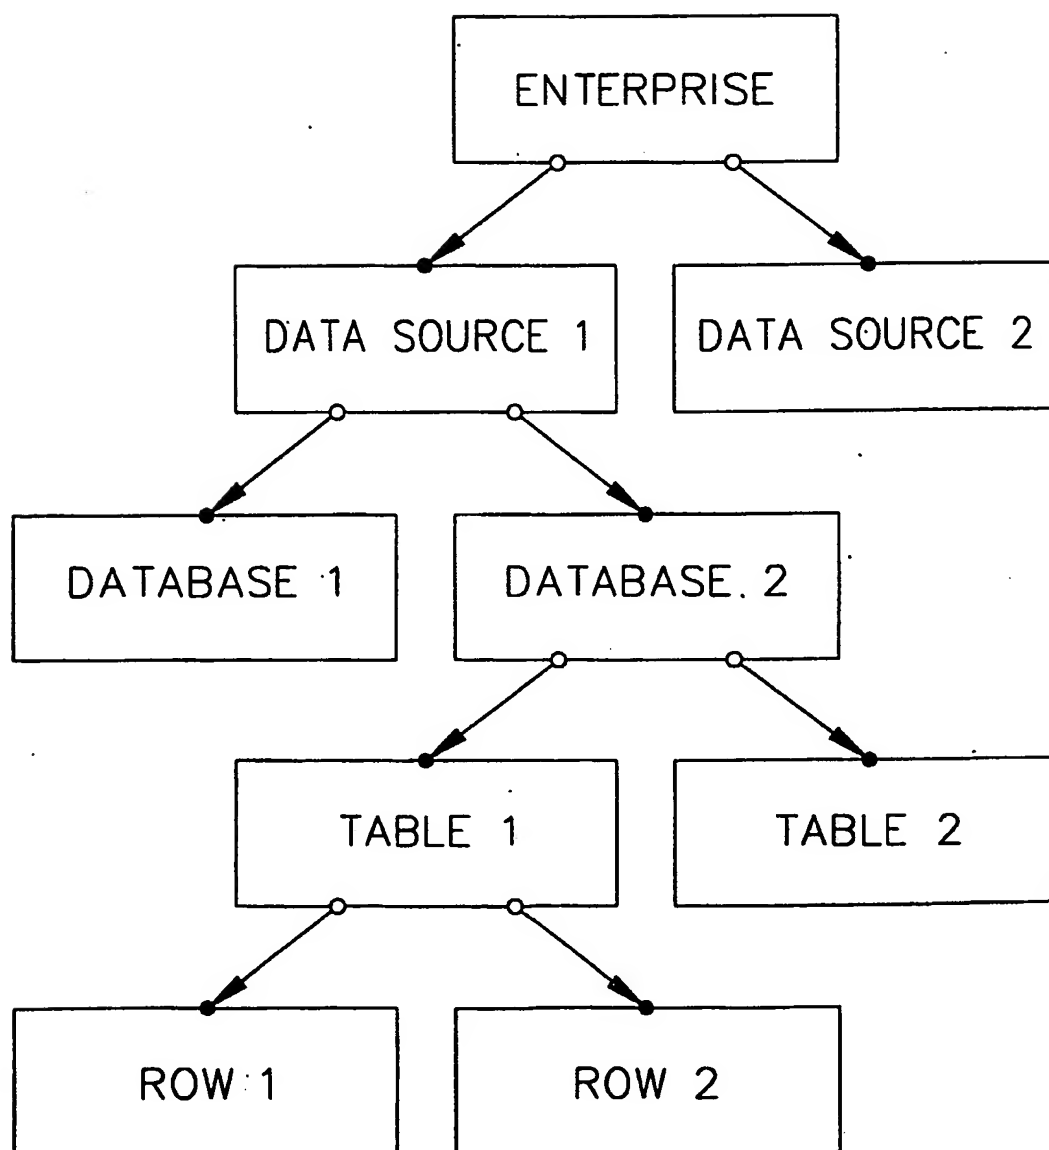 ENTERPRISE
DATA SOURCE 1
DATA SOURCE 2
DATABASE 1
DATABASE 2
TABLE 1
TABLE 2
ROW 1
ROW 2